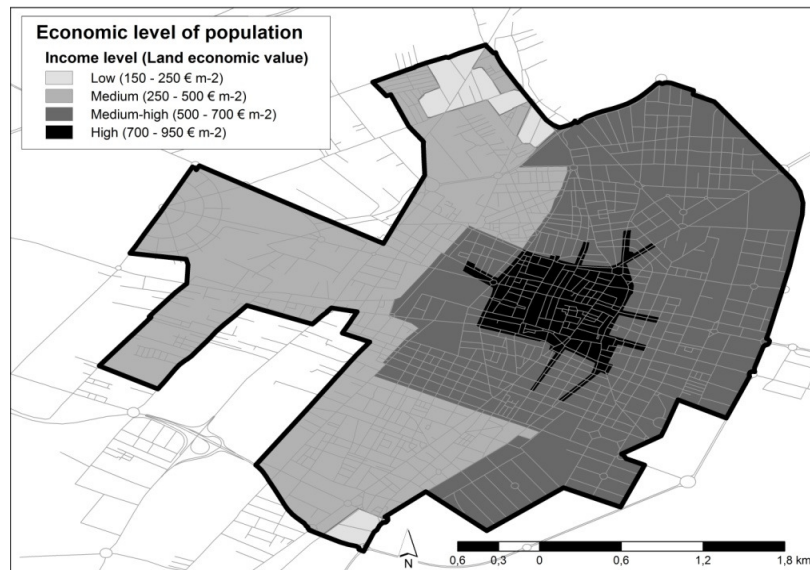 Economic level of population
Income level (Land economic value)
Low (150 - 250 € m-2)
Medium (250 - 500 € m-2)
Medium-high (500 - 700 € m-2)
High (700 - 950 € m-2)
N
0,6 0,3 0 0,6 1,2 1,8 km